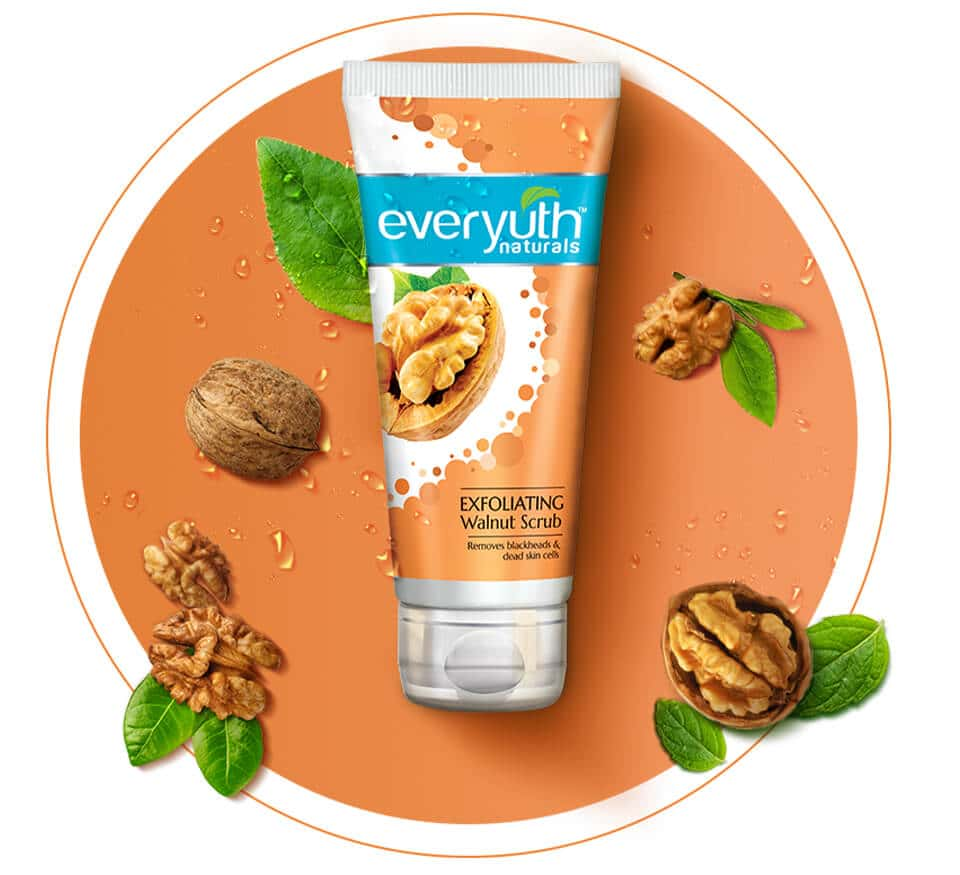 everyuth™
naturals
EXFOLIATING
Walnut Scrub
Removes blackheads &
dead skin cells